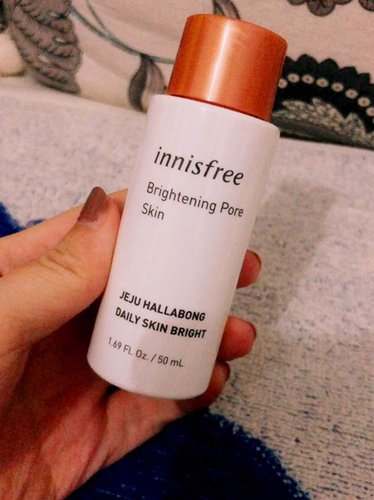 innisfree
Brightening Pore
Skin
JEJU HALLABONG
DAILY SKIN BRIGHT
1.69 FL Oz. / 50 mL